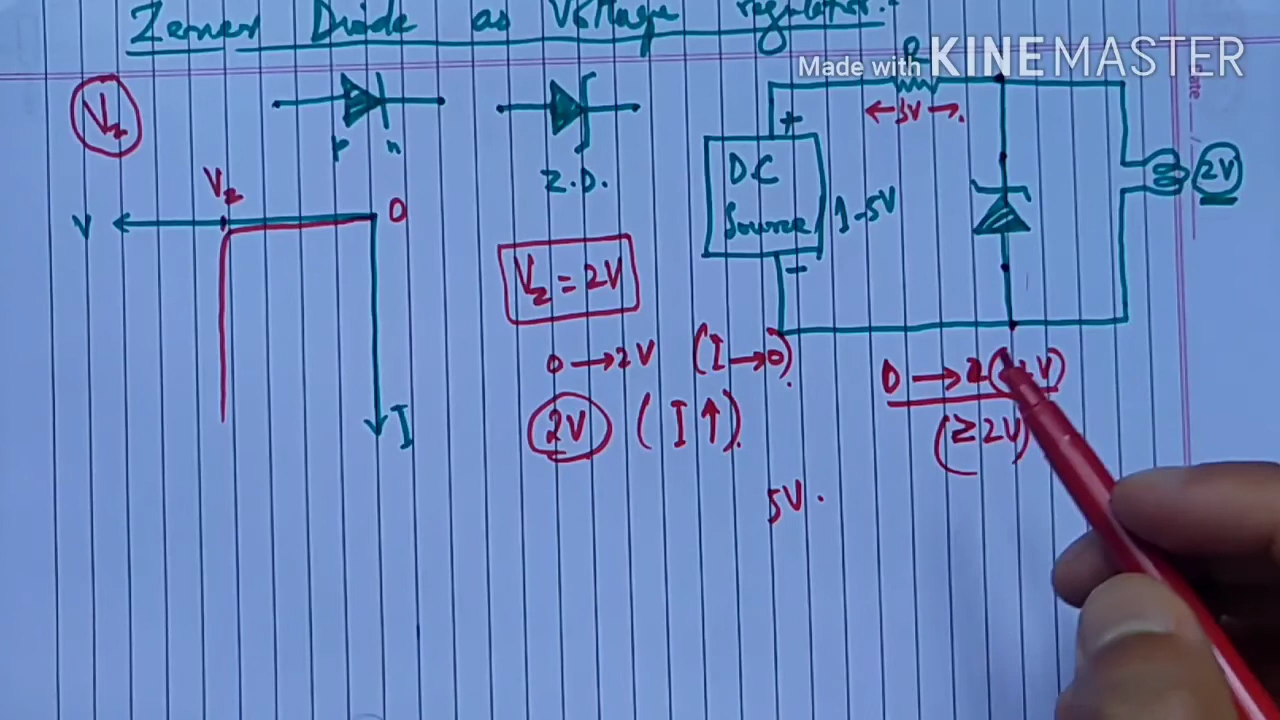 Zener Diode as Voltage regulator.
Made with KINEMASTER
R
Vz
p n
Z.D.
+
DC
Source
-
1-5V
←3V→.
2V
Vz
V
0
I
Vz = 2V
0→2V (I→0).
2V (I↑).
0→2
(≥2V)
5V.